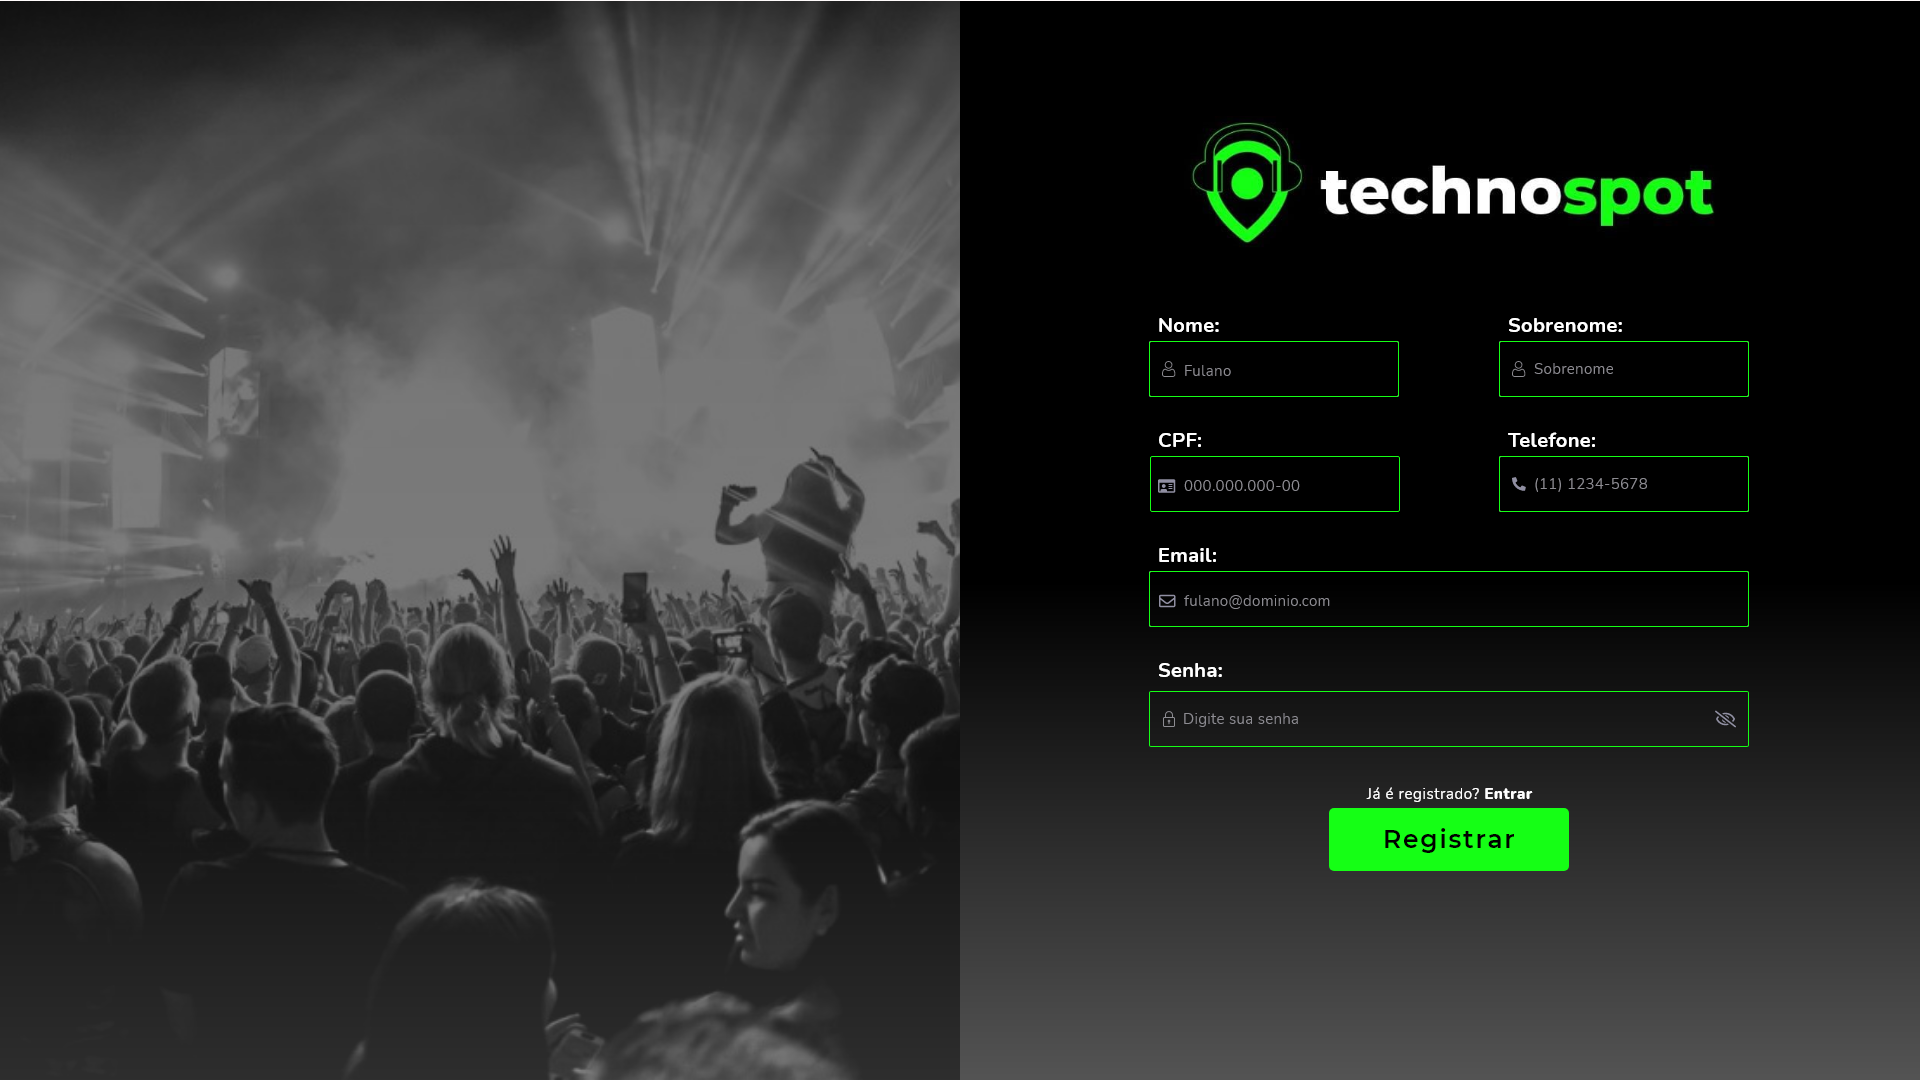 technospot
Nome: Sobrenome:
Fulano Sobrenome
CPF: Telefone:
000.000.000-00 (11) 1234-5678
Email:
fulano@dominio.com
Senha:
Digite sua senha
Já é registrado? Entrar
Registrar